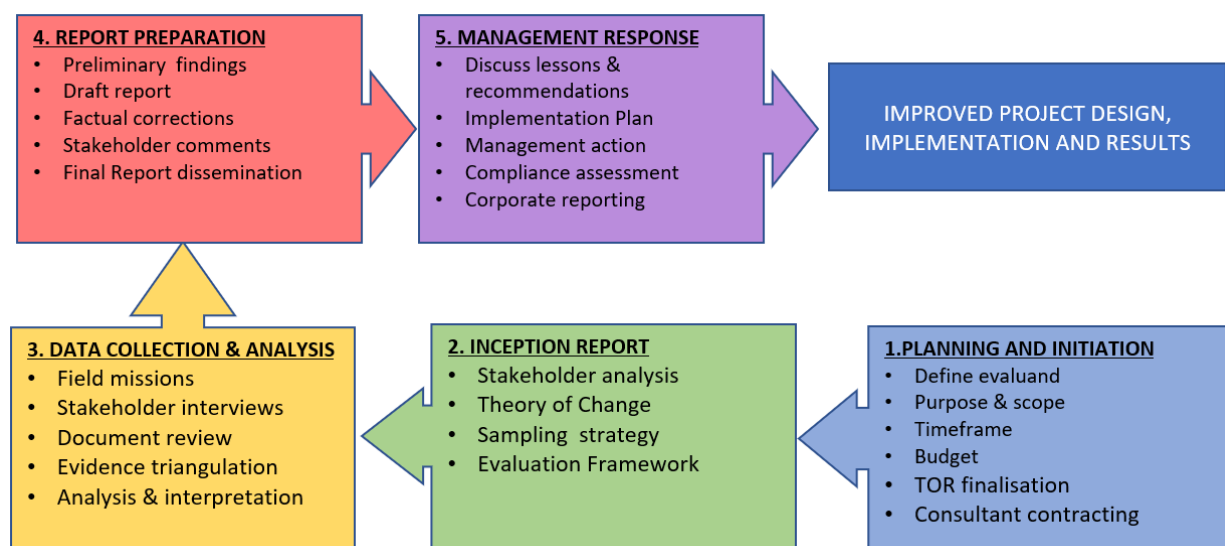 4. REPORT PREPARATION
• Preliminary findings
• Draft report
• Factual corrections
• Stakeholder comments
• Final Report dissemination
5. MANAGEMENT RESPONSE
• Discuss lessons &
recommendations
• Implementation Plan
• Management action
• Compliance assessment
• Corporate reporting
IMPROVED PROJECT DESIGN,
IMPLEMENTATION AND RESULTS
3. DATA COLLECTION & ANALYSIS
• Field missions
• Stakeholder interviews
• Document review
• Evidence triangulation
• Analysis & interpretation
2. INCEPTION REPORT
• Stakeholder analysis
• Theory of Change
• Sampling strategy
• Evaluation Framework
1.PLANNING AND INITIATION
• Define evaluand
• Purpose & scope
• Timeframe
• Budget
• TOR finalisation
• Consultant contracting